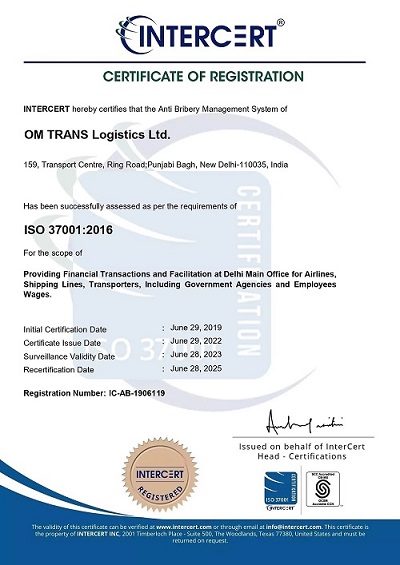 INTERCERT®
CERTIFICATE OF REGISTRATION
INTERCERT hereby certifies that the Anti Bribery Management System of
OM TRANS Logistics Ltd.
159, Transport Centre, Ring Road;Punjabi Bagh, New Delhi-110035, India
Has been successfully assessed as per the requirements of
ISO 37001:2016
For the scope of
Providing Financial Transactions and Facilitation at Delhi Main Office for Airlines,
Shipping Lines, Transporters, Including Government Agencies and Employees
Wages.
CERTIFICATION
ISO 37001
Initial Certification Date : June 29, 2019
Certificate Issue Date : June 29, 2022
Surveillance Validity Date : June 28, 2023
Recertification Date : June 28, 2025
Registration Number: IC-AB-1906119
Issued on behalf of InterCert
Head - Certifications
INTERCERT
REGISTERED
ISO 37001
INTERCERT
The validity of this certificate can be verified at www.intercert.com or through email at info@intercert.com. This certificate is
the property of INTERCERT INC, 2001 Timberloch Place - Suite 500, The Woodlands, Texas 77380, United States and must be
returned on request.